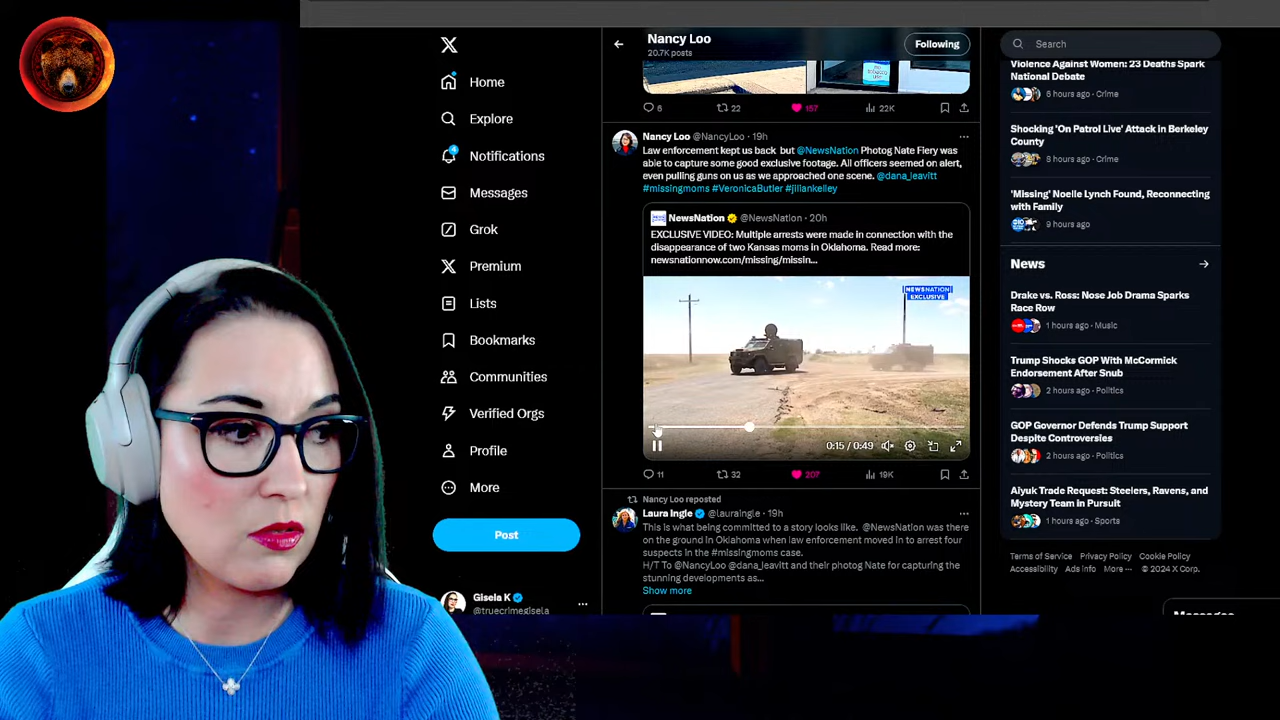 Home
Explore
4
Notifications
Messages
Grok
Premium
Lists
Bookmarks
Communities
Verified Orgs
Profile
More
Post
Gisela K
@truecrimegisela
Nancy Loo
20.7K posts
Following
6
22
157
22K
Nancy Loo @NancyLoo · 19h
Law enforcement kept us back but @NewsNation Photog Nate Fiery was
able to capture some good exclusive footage. All officers seemed on alert,
even pulling guns on us as we approached one scene. @dana_leavitt
#missingmoms #VeronicaButler #jiliankelley
NewsNation @NewsNation · 20h
EXCLUSIVE VIDEO: Multiple arrests were made in connection with the
disappearance of two Kansas moms in Oklahoma. Read more:
newsnationnow.com/missing/missin...
NEWSNATION
EXCLUSIVE
0:15 / 0:49
11
32
207
19K
Nancy Loo reposted
Laura Ingle @lauraingle · 19h
This is what being committed to a story looks like. @NewsNation was there
on the ground in Oklahoma when law enforcement moved in to arrest four
suspects in the #missingmoms case.
H/T To @NancyLoo @dana_leavitt and their photog Nate for capturing the
stunning developments as...
Show more
Search
Violence Against Women: 23 Deaths Spark
National Debate
6 hours ago · Crime
Shocking 'On Patrol Live' Attack in Berkeley
County
8 hours ago · Crime
'Missing' Noelle Lynch Found, Reconnecting
with Family
9 hours ago
News
Drake vs. Ross: Nose Job Drama Sparks
Race Row
1 hours ago · Music
Trump Shocks GOP With McCormick
Endorsement After Snub
2 hours ago · Politics
GOP Governor Defends Trump Support
Despite Controversies
2 hours ago · Politics
Aiyuk Trade Request: Steelers, Ravens, and
Mystery Team in Pursuit
1 hours ago · Sports
Terms of Service Privacy Policy Cookie Policy
Accessibility Ads info More ··· © 2024 X Corp.